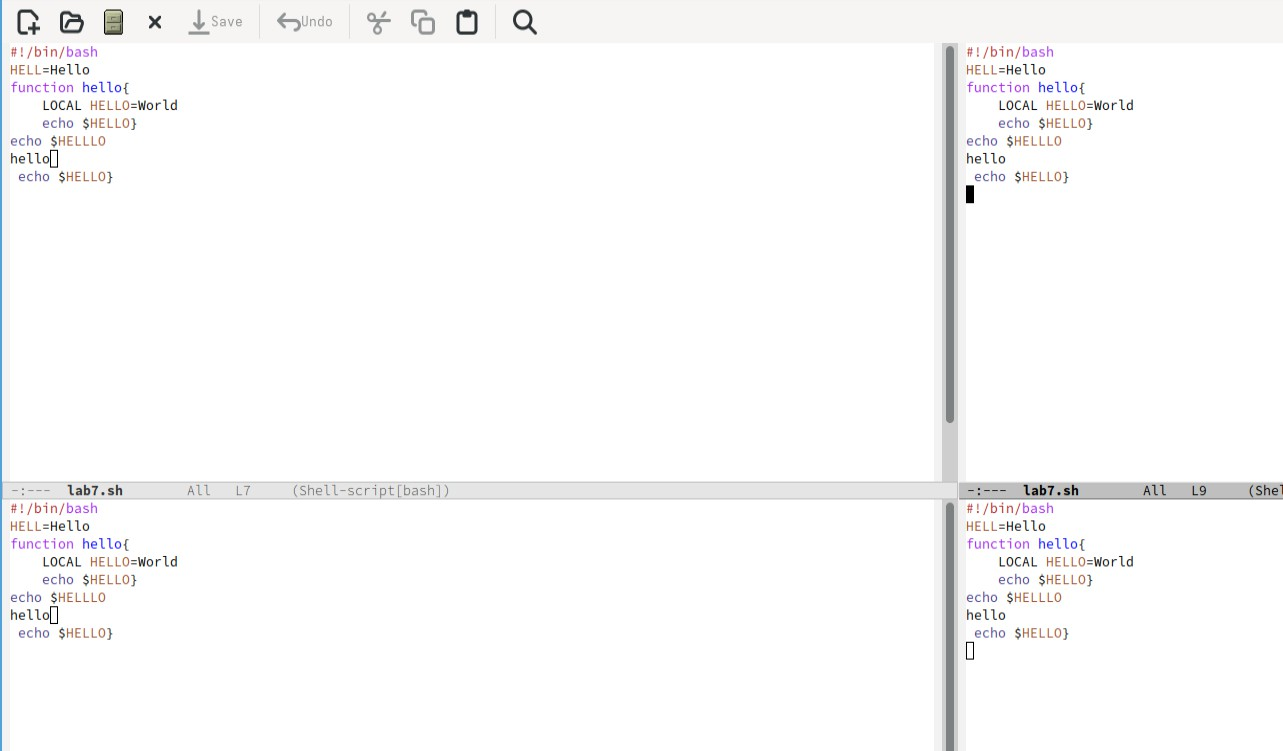 Save Undo
#!/bin/bash
HELL=Hello
function hello{
    LOCAL HELLO=World
    echo $HELLO}
echo $HELLLO
hello
 echo $HELLO}
-:---  lab7.sh        All   L7     (Shell-script[bash])
#!/bin/bash
HELL=Hello
function hello{
    LOCAL HELLO=World
    echo $HELLO}
echo $HELLLO
hello
 echo $HELLO}
-:---  lab7.sh        All   L9     (Shel
#!/bin/bash
HELL=Hello
function hello{
    LOCAL HELLO=World
    echo $HELLO}
echo $HELLLO
hello
 echo $HELLO}
#!/bin/bash
HELL=Hello
function hello{
    LOCAL HELLO=World
    echo $HELLO}
echo $HELLLO
hello
 echo $HELLO}